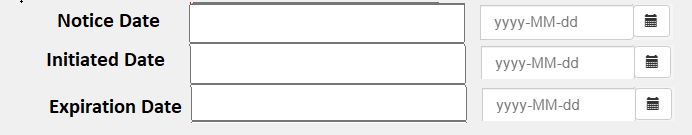 Notice Date yyyy-MM-dd
Initiated Date yyyy-MM-dd
Expiration Date yyyy-MM-dd